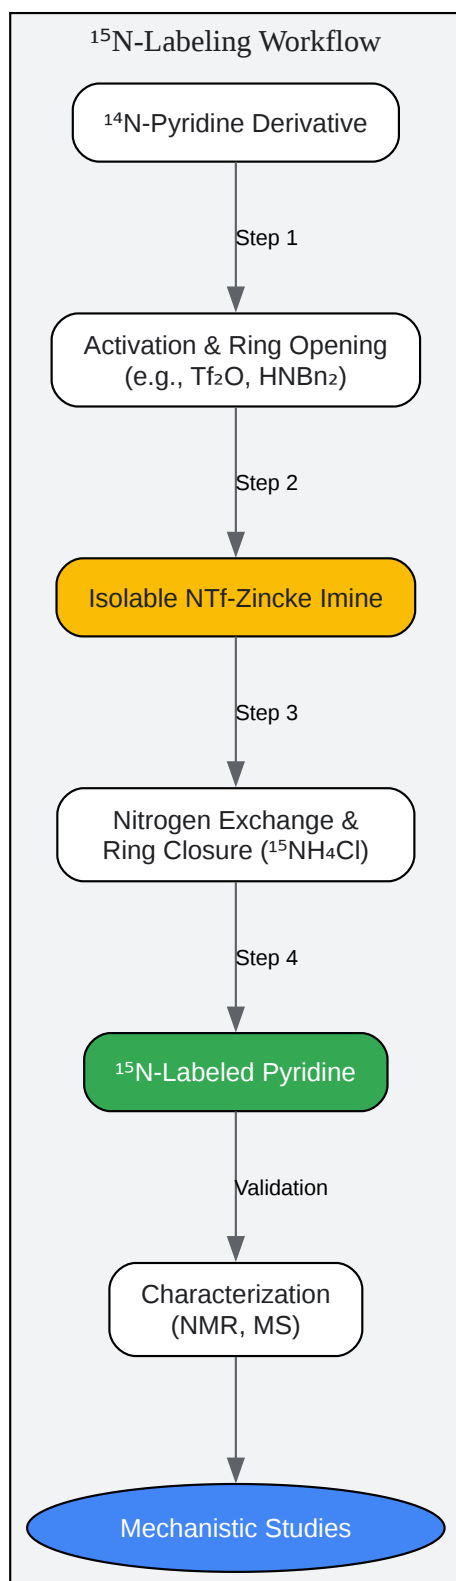 ¹⁵N-Labeling Workflow
¹⁴N-Pyridine Derivative
Step 1
Activation & Ring Opening
(e.g., Tf₂O, HNBn₂)
Step 2
Isolable NTf-Zincke Imine
Step 3
Nitrogen Exchange &
Ring Closure (¹⁵NH₄Cl)
Step 4
¹⁵N-Labeled Pyridine
Validation
Characterization
(NMR, MS)
Mechanistic Studies